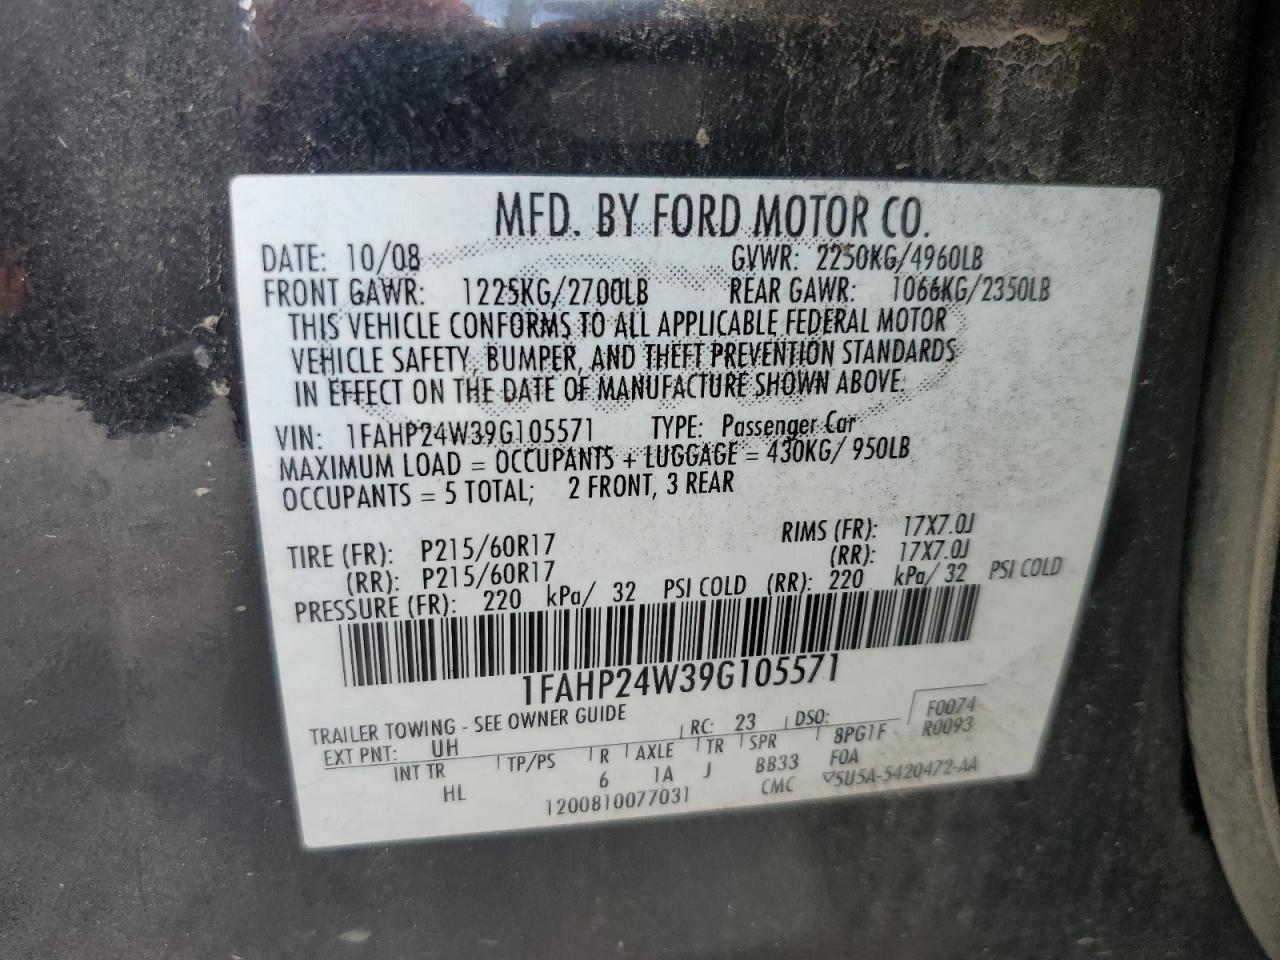 MFD. BY FORD MOTOR CO.
DATE: 10/08 GVWR: 2250KG/4960LB
FRONT GAWR: 1225KG/2700LB REAR GAWR: 1066KG/2350LB
THIS VEHICLE CONFORMS TO ALL APPLICABLE FEDERAL MOTOR
VEHICLE SAFETY, BUMPER, AND THEFT PREVENTION STANDARDS
IN EFFECT ON THE DATE OF MANUFACTURE SHOWN ABOVE.
VIN: 1FAHP24W39G105571 TYPE: Passenger Car
MAXIMUM LOAD = OCCUPANTS + LUGGAGE = 430KG/ 950LB
OCCUPANTS = 5 TOTAL; 2 FRONT, 3 REAR
TIRE (FR): P215/60R17 RIMS (FR): 17X7.0J
(RR): P215/60R17 (RR): 17X7.0J
PRESSURE (FR): 220 kPa/ 32 PSI COLD (RR): 220 kPa/ 32 PSI COLD
1FAHP24W39G105571
TRAILER TOWING - SEE OWNER GUIDE F0074
EXT PNT: UH RC: 23 DSO: 8PG1F R0093
INT TR TP/PS R AXLE TR SPR FOA
HL 6 1A J BB33 5U5A-5420472-AA
1200810077031 CMC